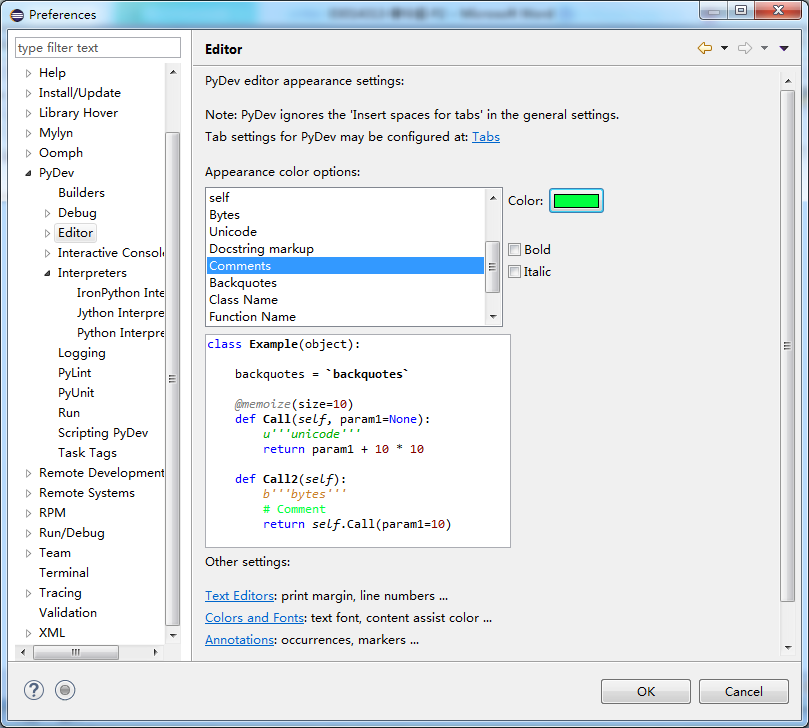 Preferences
type filter text
Help
Install/Update
Library Hover
Mylyn
Oomph
PyDev
Builders
Debug
Editor
Interactive Console
Interpreters
IronPython Inte
Jython Interpre
Python Interpre
Logging
PyLint
PyUnit
Run
Scripting PyDev
Task Tags
Remote Development
Remote Systems
RPM
Run/Debug
Team
Terminal
Tracing
Validation
XML
Editor
PyDev editor appearance settings:
Note: PyDev ignores the 'Insert spaces for tabs' in the general settings.
Tab settings for PyDev may be configured at: Tabs
Appearance color options:
self
Bytes
Unicode
Docstring markup
Comments
Backquotes
Class Name
Function Name
Color:
Bold
Italic
class Example(object):
backquotes = `backquotes`
@memoize(size=10)
def Call(self, param1=None):
u'''unicode'''
return param1 + 10 * 10
def Call2(self):
b'''bytes'''
# Comment
return self.Call(param1=10)
Other settings:
Text Editors: print margin, line numbers ...
Colors and Fonts: text font, content assist color ...
Annotations: occurrences, markers ...
?
OK
Cancel